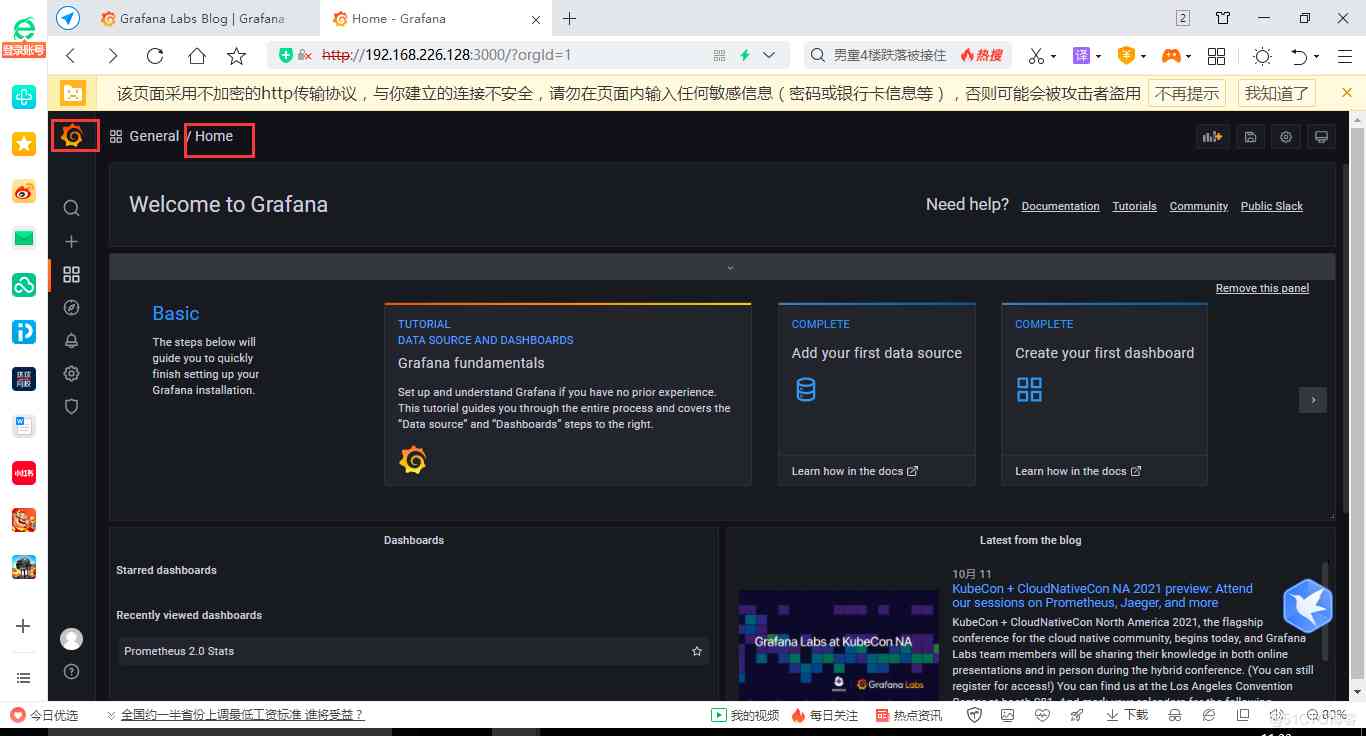 Grafana Labs Blog | Grafana
Home - Grafana
2
登录账号
http://192.168.226.128:3000/?orgId=1
男童4楼跌落被接住
热搜
译
该页面采用不加密的http传输协议，与你建立的连接不安全，请勿在页面内输入任何敏感信息（密码或银行卡信息等），否则可能会被攻击者盗用
不再提示
我知道了
General / Home
Welcome to Grafana
Need help?
Documentation
Tutorials
Community
Public Slack
Remove this panel
Basic
The steps below will
guide you to quickly
finish setting up your
Grafana installation.
TUTORIAL
DATA SOURCE AND DASHBOARDS
Grafana fundamentals
Set up and understand Grafana if you have no prior experience.
This tutorial guides you through the entire process and covers the
"Data source" and "Dashboards" steps to the right.
COMPLETE
Add your first data source
Learn how in the docs
COMPLETE
Create your first dashboard
Learn how in the docs
Dashboards
Starred dashboards
Recently viewed dashboards
Prometheus 2.0 Stats
Latest from the blog
Grafana Labs at KubeCon NA
Grafana Labs
10月 11
KubeCon + CloudNativeCon NA 2021 preview: Attend
our sessions on Prometheus, Jaeger, and more
KubeCon + CloudNativeCon North America 2021, the flagship
conference for the cloud native community, begins today, and Grafana
Labs team members will be sharing their knowledge in both online
presentations and in person during the hybrid conference. (You can still
register for access!) You can find us at the Los Angeles Convention
小红书
今日优选
全国约一半省份上调最低工资标准 谁将受益？
我的视频
每日关注
热点资讯
下载
80%
@51CTO博客